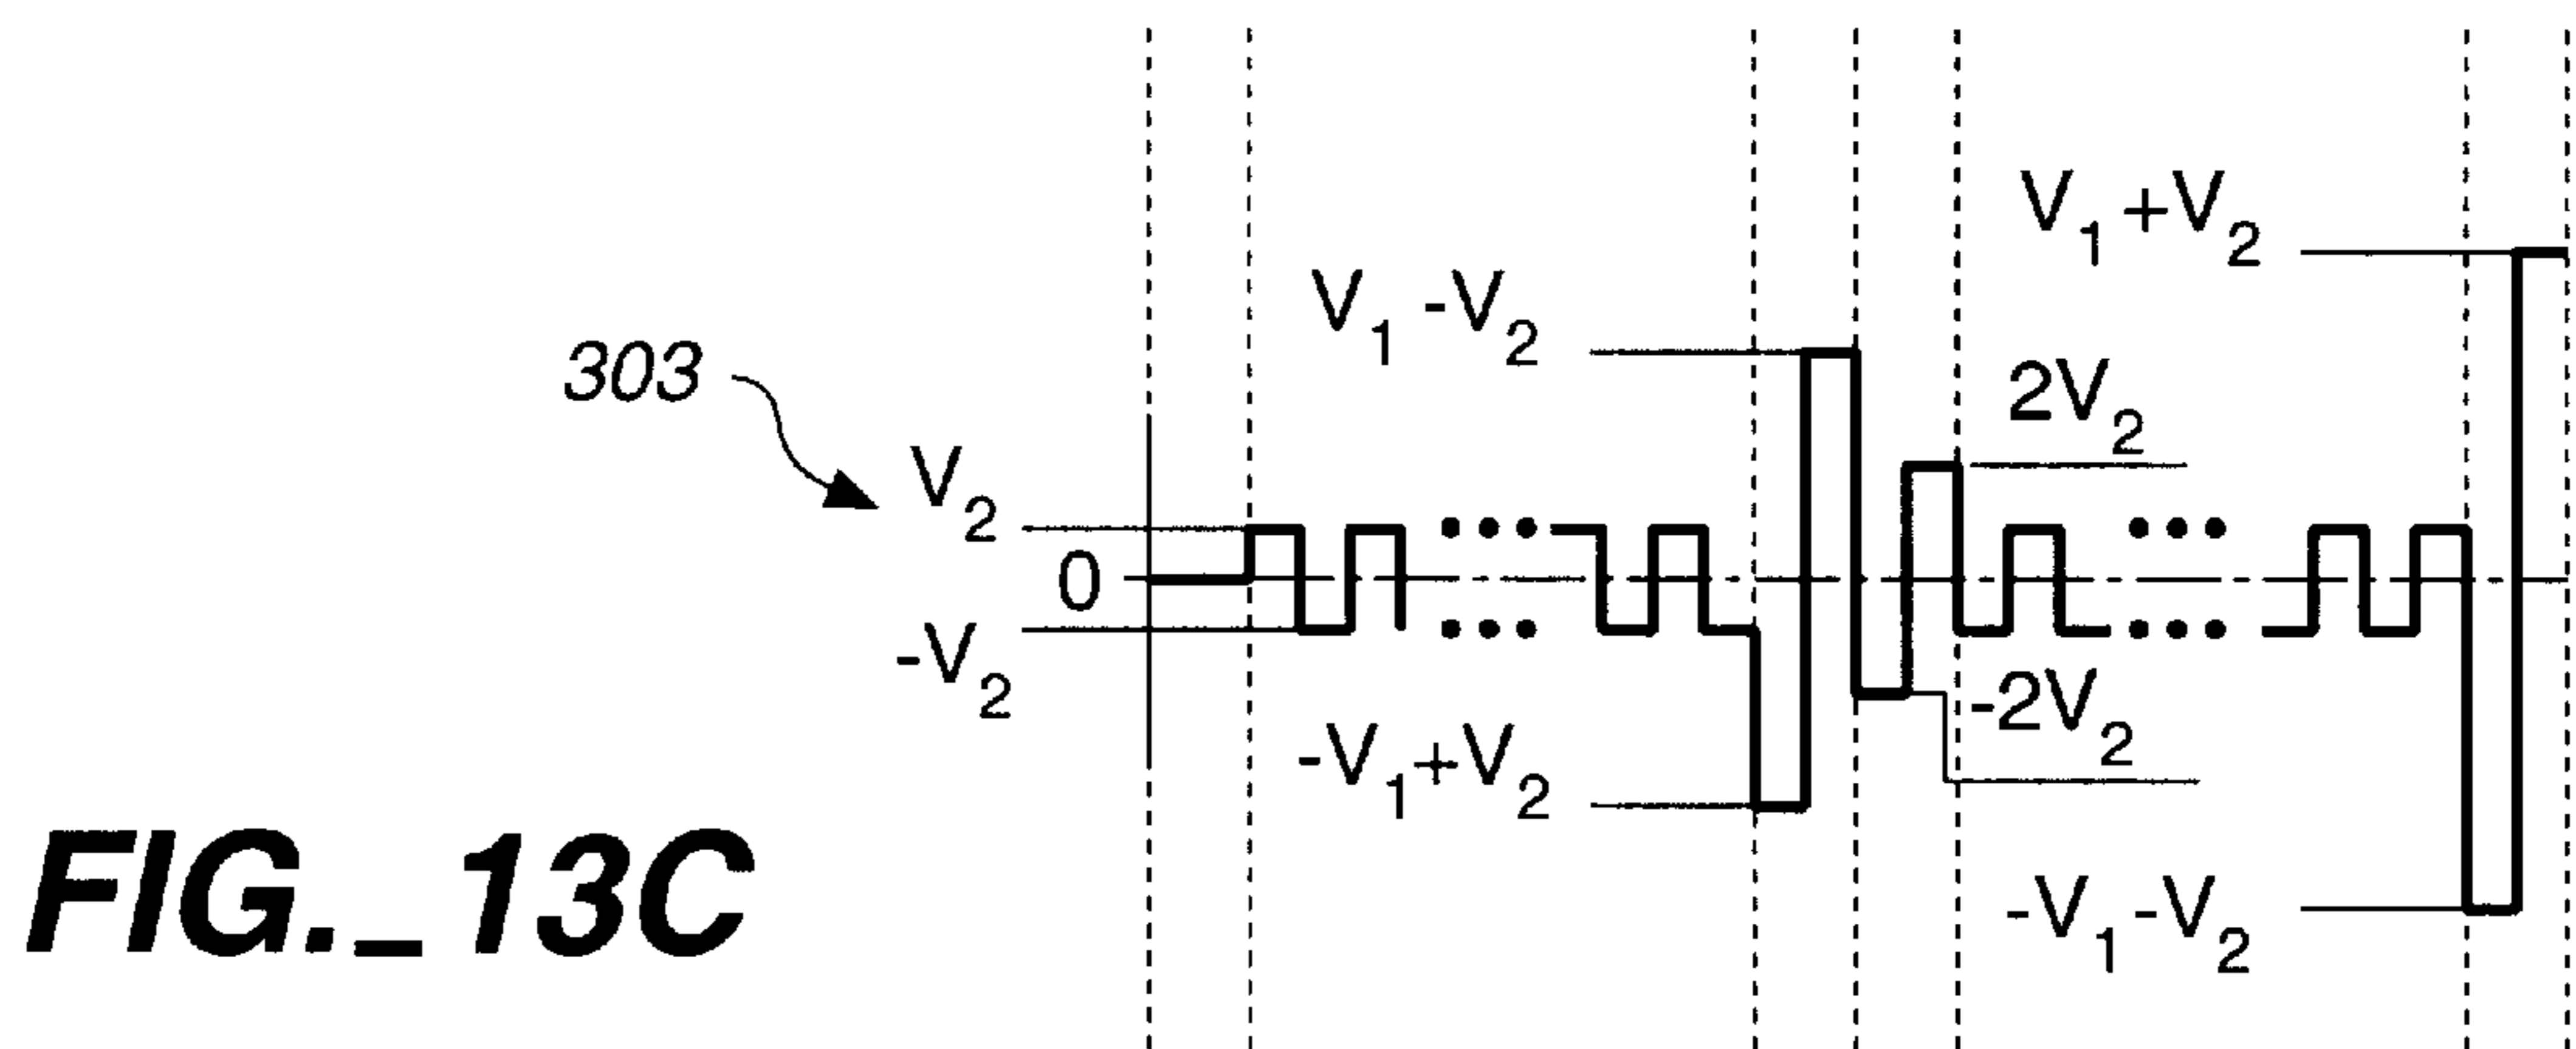 V₁+V₂
V₁ -V₂
303
2V₂
V₂
0
-V₂
-2V₂
-V₁+V₂
-V₁-V₂
FIG._13C